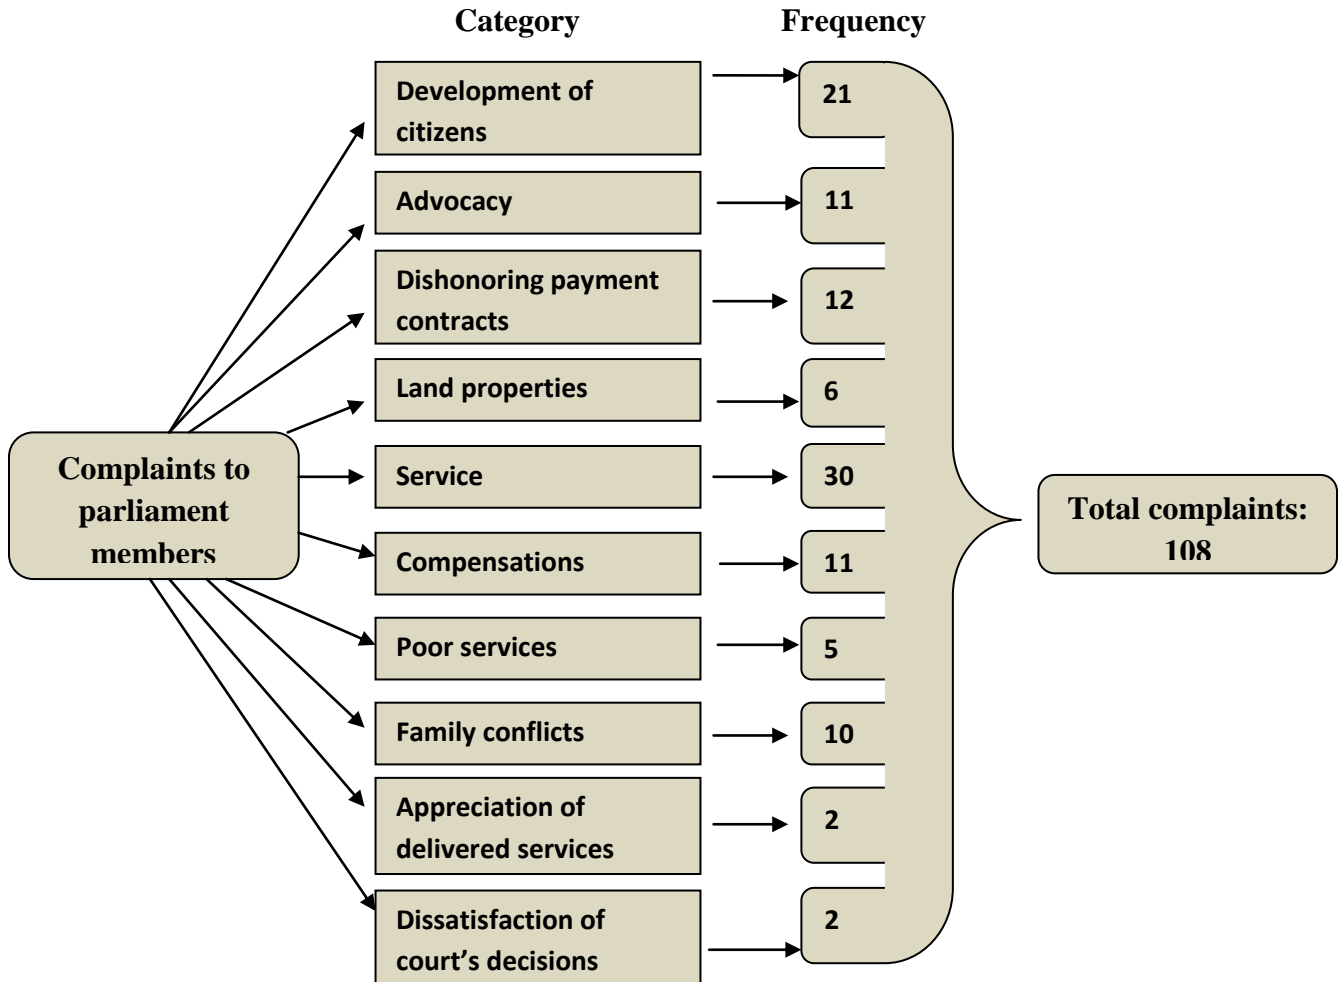 Category Frequency
Development of
citizens
21
Advocacy
11
Dishonoring payment
contracts
12
Land properties
6
Service
30
Compensations
11
Poor services
5
Family conflicts
10
Appreciation of
delivered services
2
Dissatisfaction of
court’s decisions
2
Complaints to
parliament
members
Total complaints:
108